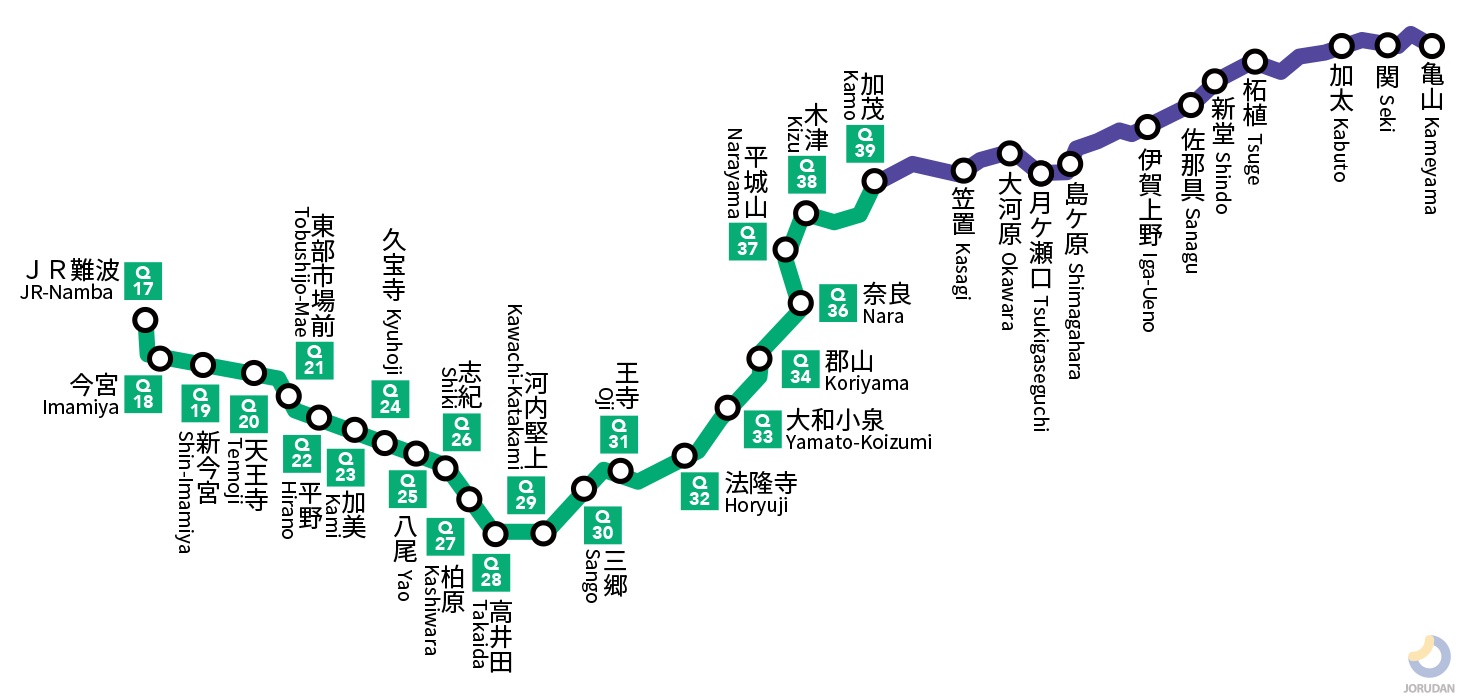 ＪＲ難波
JR-Namba
Q
17
今宮
Imamiya
Q
18
Q
19
新今宮
Shin-Imamiya
Q
20
天王寺
Tennoji
東部市場前
Tobushijo-Mae
Q
21
Q
22
平野
Hirano
Q
23
加美
Kami
久宝寺 Kyuhoji
Q
24
Q
25
八尾 Yao
志紀
Shiki
Q
26
Q
27
柏原
Kashiwara
Q
28
高井田
Takaida
河内堅上
Kawachi-Katakami
Q
29
Q
30
三郷
Sango
王寺
Oji
Q
31
Q
32
法隆寺
Horyuji
Q
33
大和小泉
Yamato-Koizumi
Q
34
郡山
Koriyama
Q
36
奈良
Nara
平城山
Narayama
Q
37
木津
Kizu
Q
38
加茂
Kamo
Q
39
笠置 Kasagi
大河原 Okawara
月ケ瀬口 Tsukigaseguchi
島ケ原 Shimagahara
伊賀上野 Iga-Ueno
佐那具 Sanagu
新堂 Shindo
柘植 Tsuge
加太 Kabuto
関 Seki
亀山 Kameyama
JORUDAN